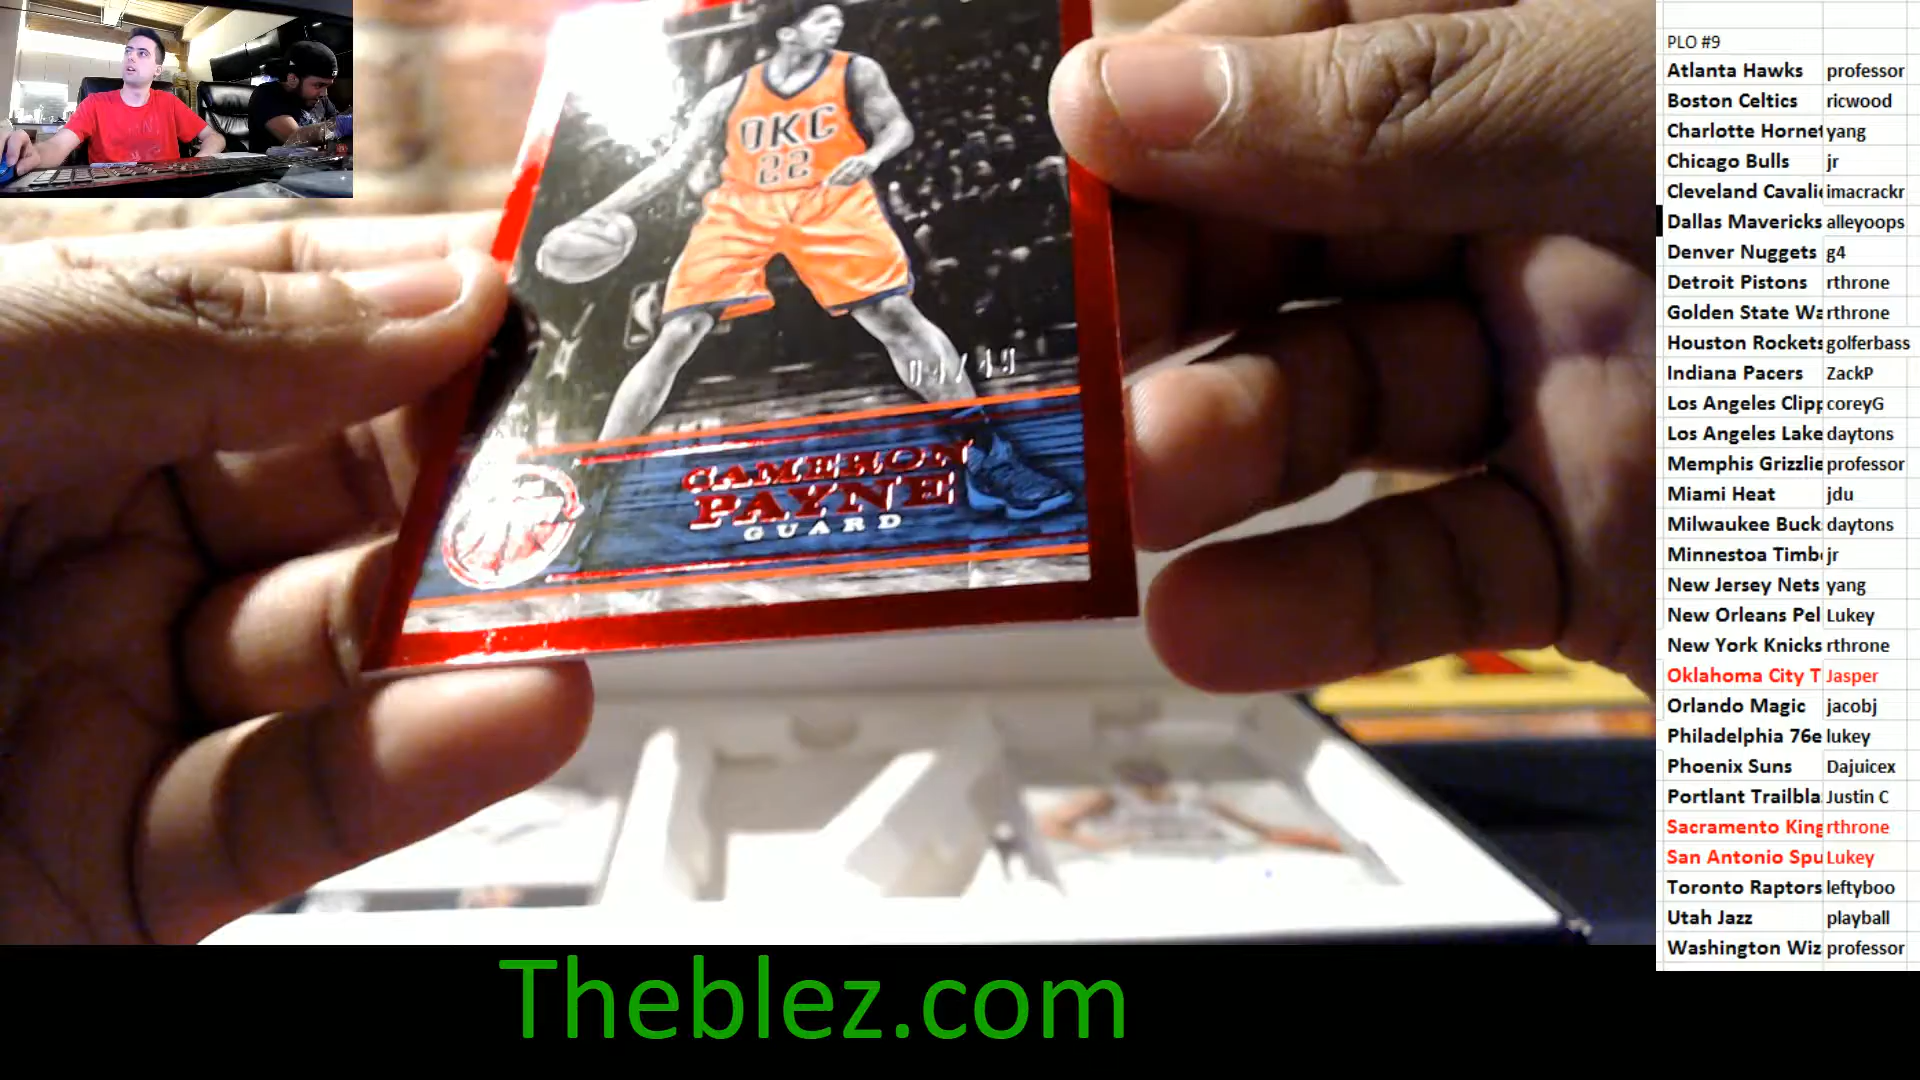 OKC
22
04/49
CAMERON
PAYNE
GUARD
PLO #9
Atlanta Hawks professor
Boston Celtics ricwood
Charlotte Hornet yang
Chicago Bulls jr
Cleveland Cavalie imacrackr
Dallas Mavericks alleyoops
Denver Nuggets g4
Detroit Pistons rthrone
Golden State Wa rthrone
Houston Rockets golferbass
Indiana Pacers ZackP
Los Angeles Clipp coreyG
Los Angeles Lake daytons
Memphis Grizzlie professor
Miami Heat jdu
Milwaukee Buck daytons
Minnestoa Timb jr
New Jersey Nets yang
New Orleans Pel Lukey
New York Knicks rthrone
Oklahoma City T Jasper
Orlando Magic jacobj
Philadelphia 76e lukey
Phoenix Suns Dajuicex
Portlant Trailbla Justin C
Sacramento King rthrone
San Antonio Spu Lukey
Toronto Raptors leftyboo
Utah Jazz playball
Washington Wiz professor
Theblez.com